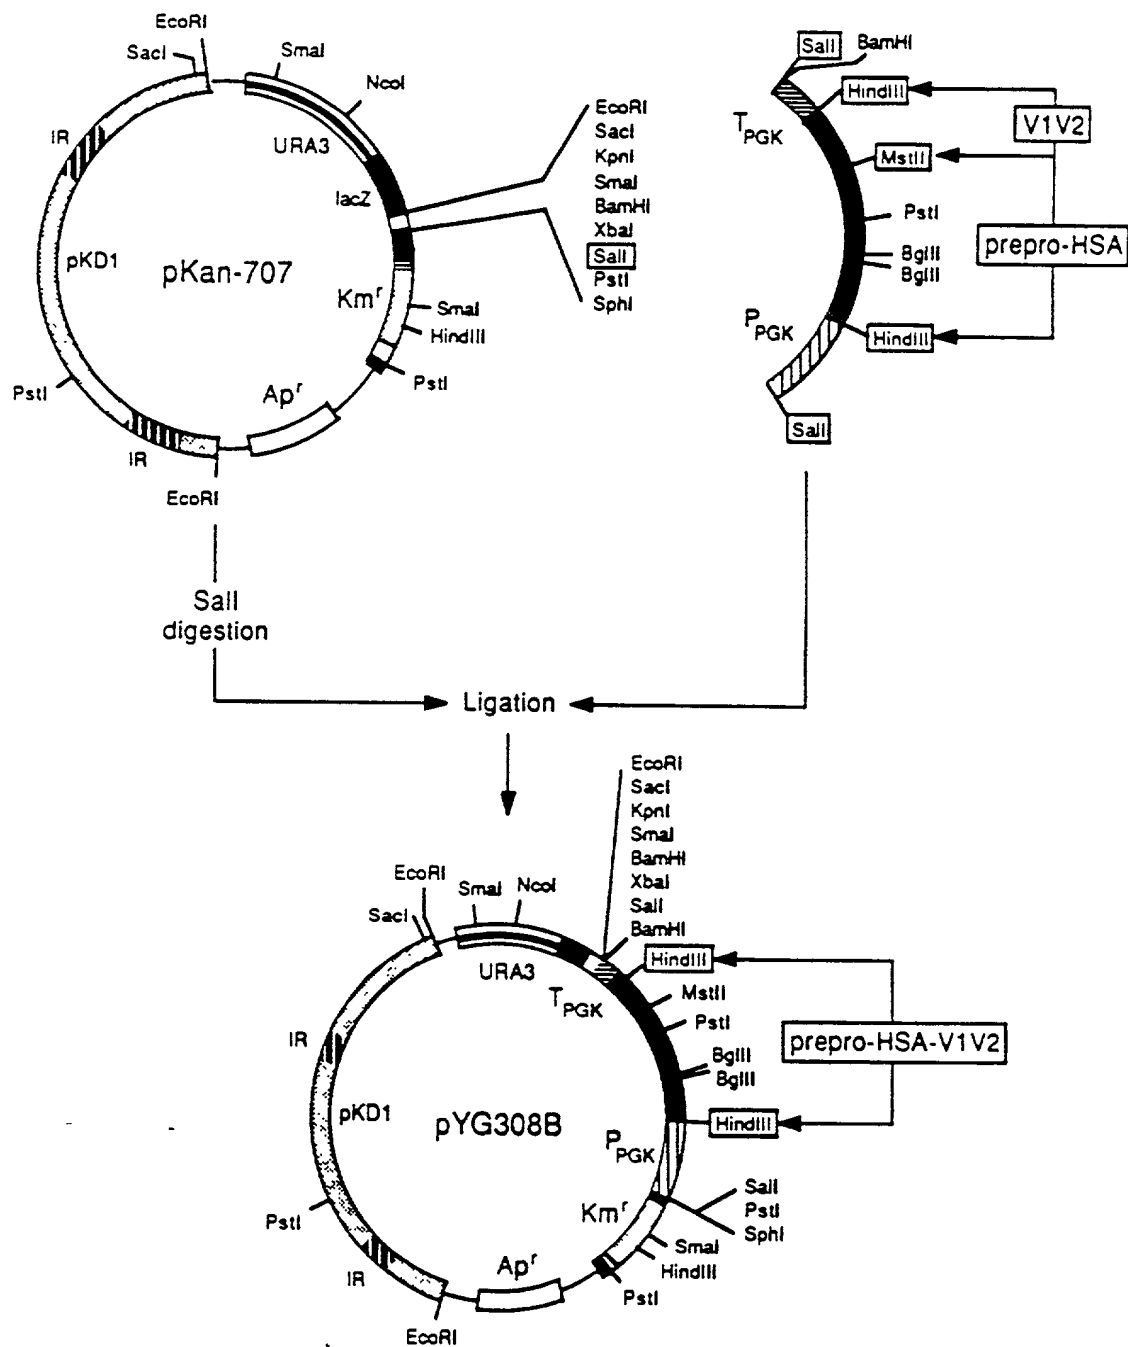 EcoRI
SacI
SmaI
NcoI
IR
URA3
lacZ
pKD1
pKan-707
Kmʳ
SmaI
HindIII
PstI
PstI
Apʳ
IR
EcoRI
EcoRI
SacI
KpnI
SmaI
BamHI
XbaI
SalI
PstI
SphI
SalI
BamHI
HindIII
T PGK
V1V2
MstII
PstI
prepro-HSA
BglII
BglII
P PGK
HindIII
SalI
SalI
digestion
Ligation
EcoRI
SacI
KpnI
SmaI
BamHI
XbaI
SalI
BamHI
EcoRI
SacI
SmaI
NcoI
URA3
HindIII
T PGK
MstII
PstI
IR
prepro-HSA-V1V2
BglII
BglII
pKD1
pYG308B
HindIII
P PGK
SalI
PstI
SphI
Kmʳ
SmaI
HindIII
PstI
PstI
IR
Apʳ
EcoRI